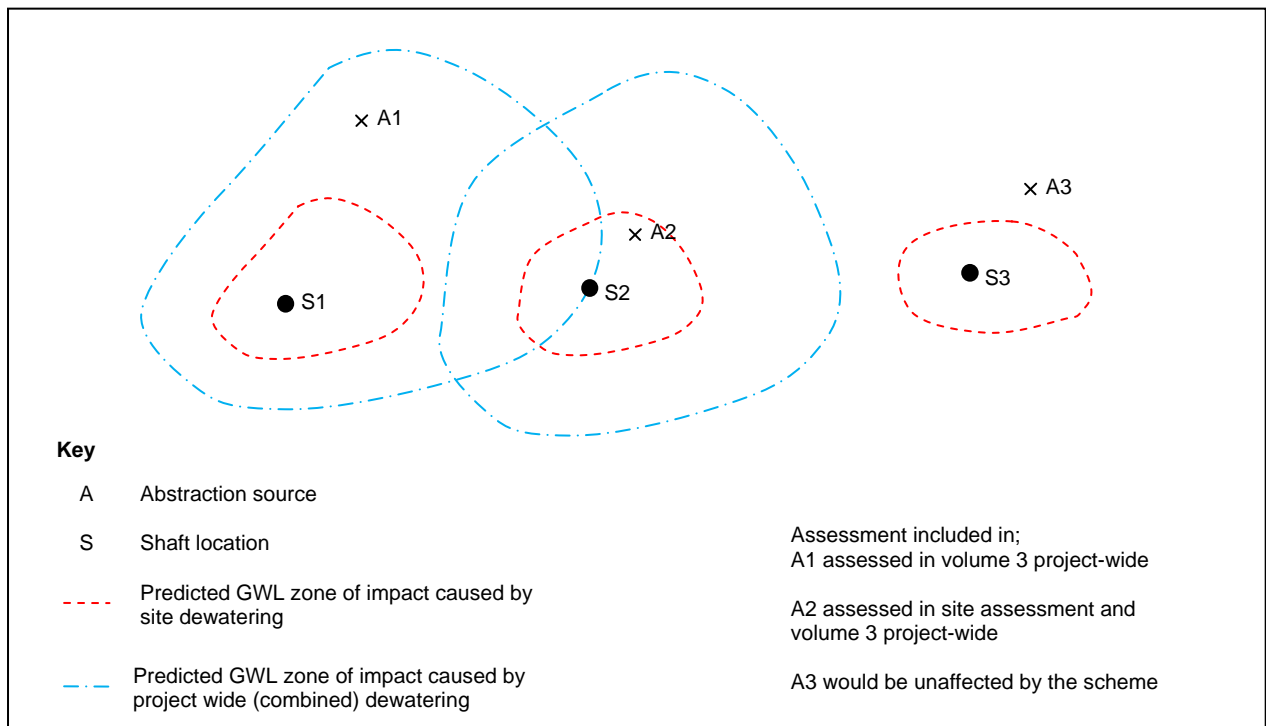 A1
A2
A3
S1
S2
S3
Key
A Abstraction source
S Shaft location
Predicted GWL zone of impact caused by
site dewatering
Predicted GWL zone of impact caused by
project wide (combined) dewatering
Assessment included in;
A1 assessed in volume 3 project-wide
A2 assessed in site assessment and
volume 3 project-wide
A3 would be unaffected by the scheme